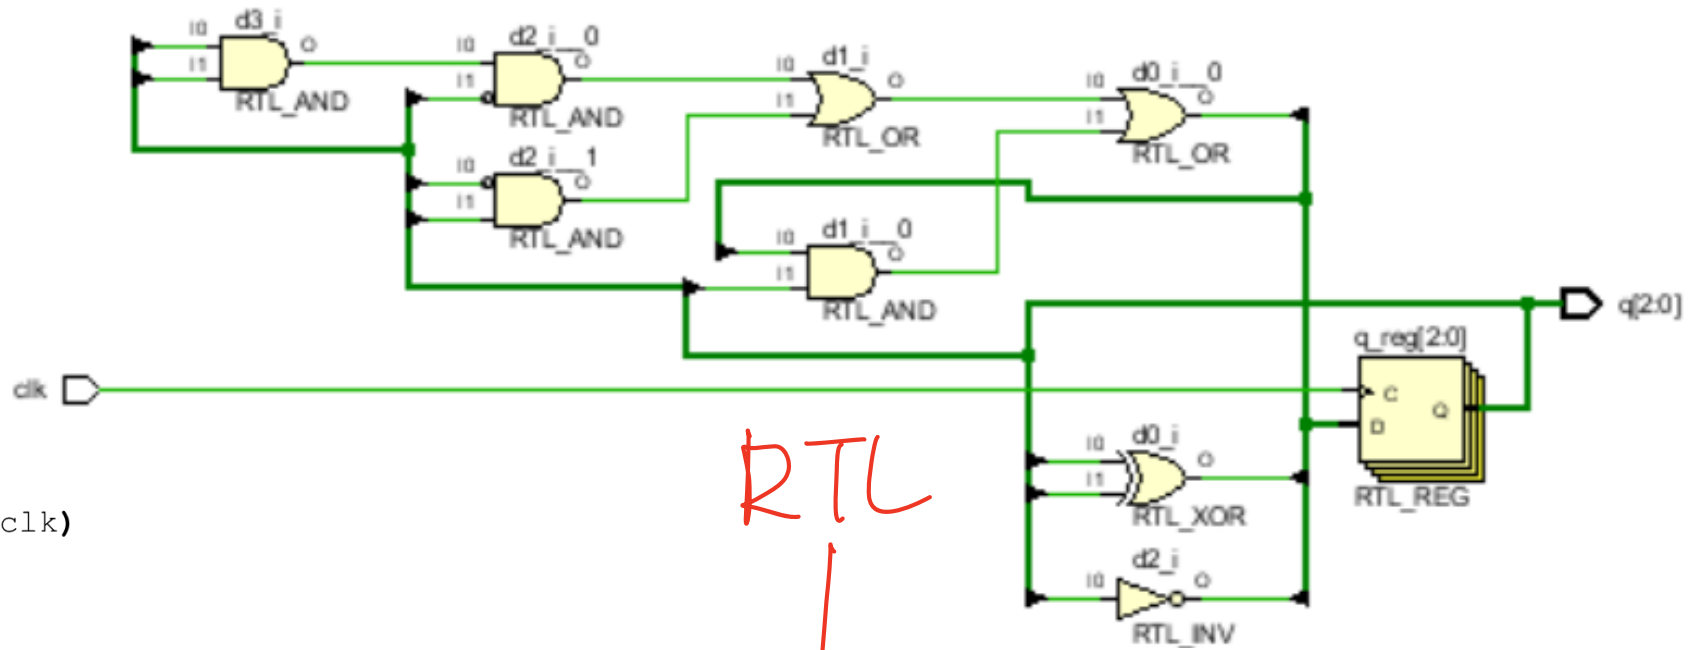 d3_i
I0
I1
O
RTL_AND
d2_i__0
I0
I1
O
RTL_AND
d2_i__1
I0
I1
O
RTL_AND
d1_i
I0
I1
O
RTL_OR
d0_i__0
I0
I1
O
RTL_OR
d1_i__0
I0
I1
O
RTL_AND
q[2:0]
q_reg[2:0]
C
D
Q
RTL_REG
clk
d0_i
I0
I1
O
RTL_XOR
d2_i
I0
O
RTL_INV
RTL
clk)